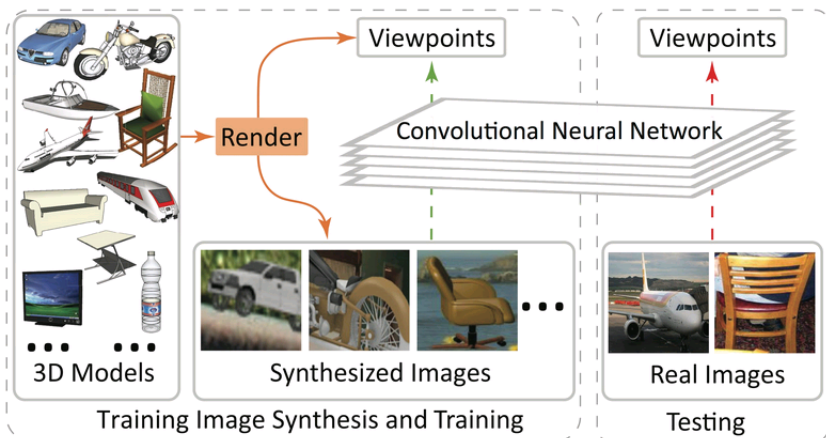 Viewpoints
Viewpoints
Render
Convolutional Neural Network
3D Models
Synthesized Images
Real Images
Training Image Synthesis and Training
Testing